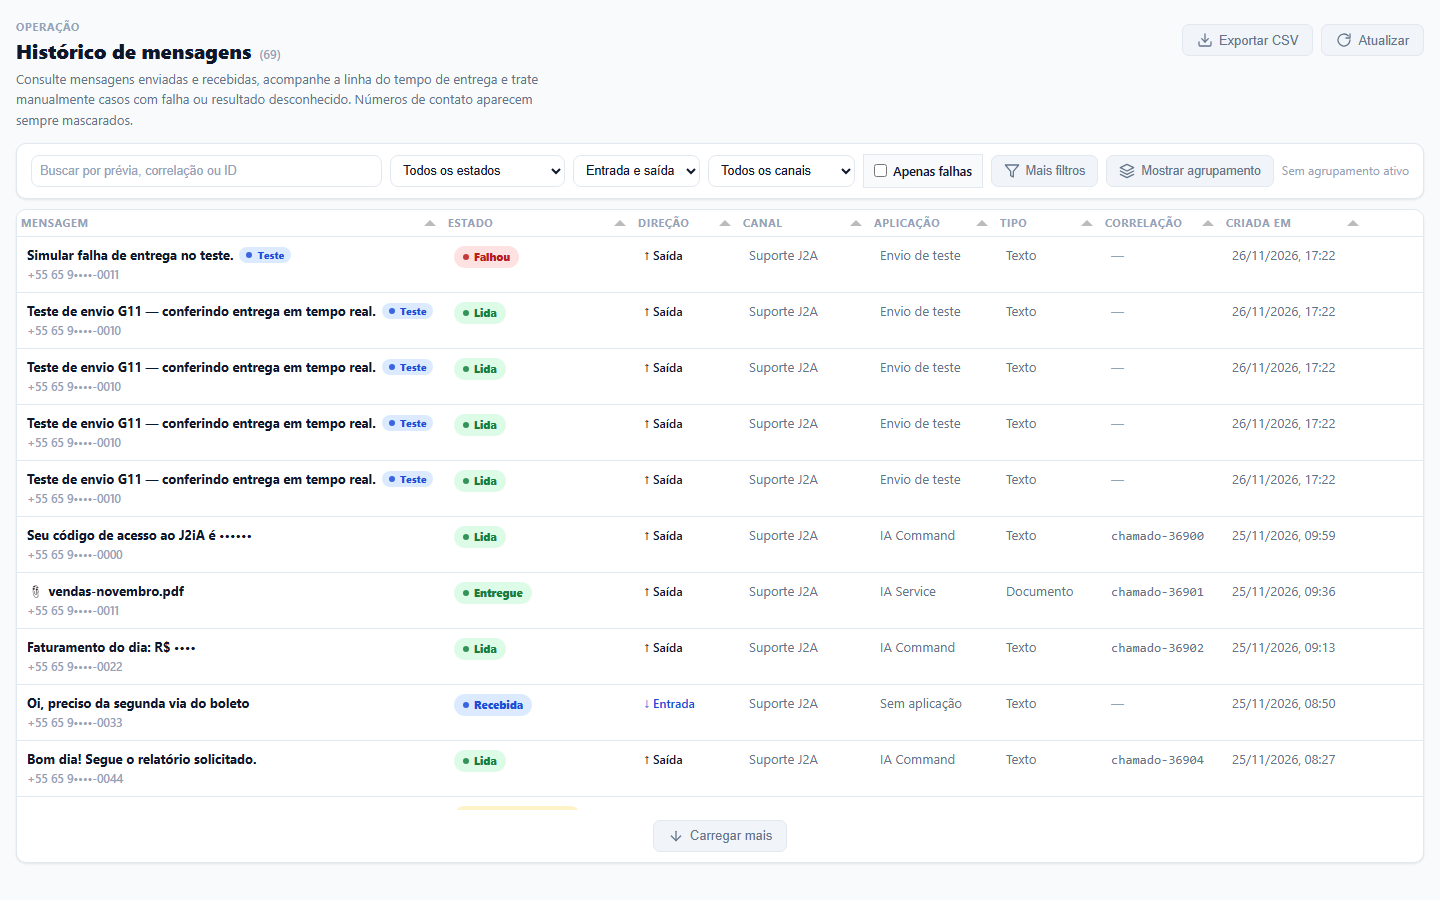 OPERAÇÃO
Histórico de mensagens (69)
Exportar CSV
Atualizar
Consulte mensagens enviadas e recebidas, acompanhe a linha do tempo de entrega e trate
manualmente casos com falha ou resultado desconhecido. Números de contato aparecem
sempre mascarados.
Buscar por prévia, correlação ou ID
Todos os estados
Entrada e saída
Todos os canais
Apenas falhas
Mais filtros
Mostrar agrupamento
Sem agrupamento ativo
MENSAGEM ESTADO DIREÇÃO CANAL APLICAÇÃO TIPO CORRELAÇÃO CRIADA EM
Simular falha de entrega no teste. Teste Falhou ↑ Saída Suporte J2A Envio de teste Texto — 26/11/2026, 17:22
+55 65 9••••-0011
Teste de envio G11 — conferindo entrega em tempo real. Teste Lida ↑ Saída Suporte J2A Envio de teste Texto — 26/11/2026, 17:22
+55 65 9••••-0010
Teste de envio G11 — conferindo entrega em tempo real. Teste Lida ↑ Saída Suporte J2A Envio de teste Texto — 26/11/2026, 17:22
+55 65 9••••-0010
Teste de envio G11 — conferindo entrega em tempo real. Teste Lida ↑ Saída Suporte J2A Envio de teste Texto — 26/11/2026, 17:22
+55 65 9••••-0010
Teste de envio G11 — conferindo entrega em tempo real. Teste Lida ↑ Saída Suporte J2A Envio de teste Texto — 26/11/2026, 17:22
+55 65 9••••-0010
Seu código de acesso ao J2iA é •••••• Lida ↑ Saída Suporte J2A IA Command Texto chamado-36900 25/11/2026, 09:59
+55 65 9••••-0000
vendas-novembro.pdf Entregue ↑ Saída Suporte J2A IA Service Documento chamado-36901 25/11/2026, 09:36
+55 65 9••••-0011
Faturamento do dia: R$ •••• Lida ↑ Saída Suporte J2A IA Command Texto chamado-36902 25/11/2026, 09:13
+55 65 9••••-0022
Oi, preciso da segunda via do boleto Recebida ↓ Entrada Suporte J2A Sem aplicação Texto — 25/11/2026, 08:50
+55 65 9••••-0033
Bom dia! Segue o relatório solicitado. Lida ↑ Saída Suporte J2A IA Command Texto chamado-36904 25/11/2026, 08:27
+55 65 9••••-0044
Carregar mais